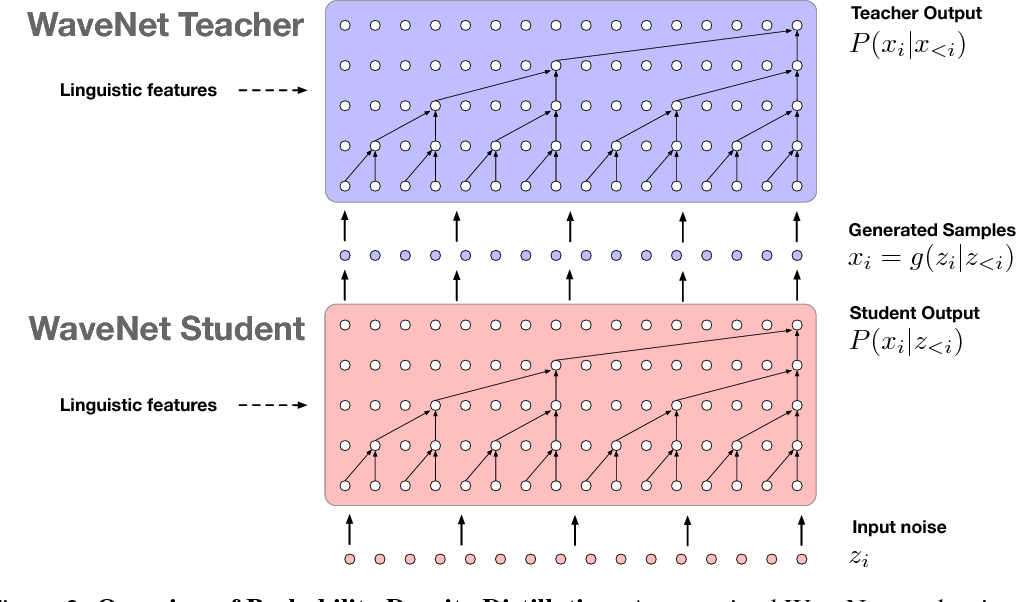 WaveNet Teacher
Teacher Output
P(x_i|x_{<i})
Linguistic features
Generated Samples
x_i = g(z_i|z_{<i})
WaveNet Student
Student Output
P(x_i|z_{<i})
Linguistic features
Input noise
z_i